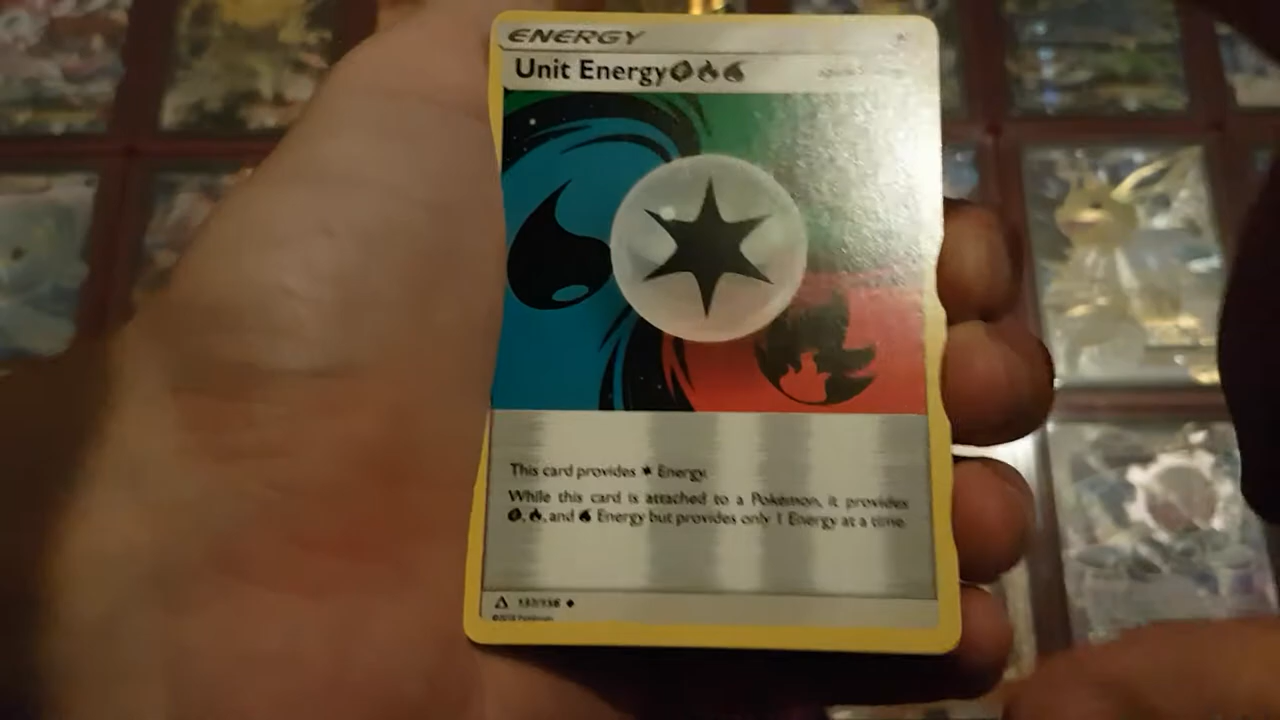 ENERGY
Unit Energy
This card provides Energy.
While this card is attached to a Pokémon, it provides
, , and Energy but provides only 1 Energy at a time.
137/156
©2018 Pokémon